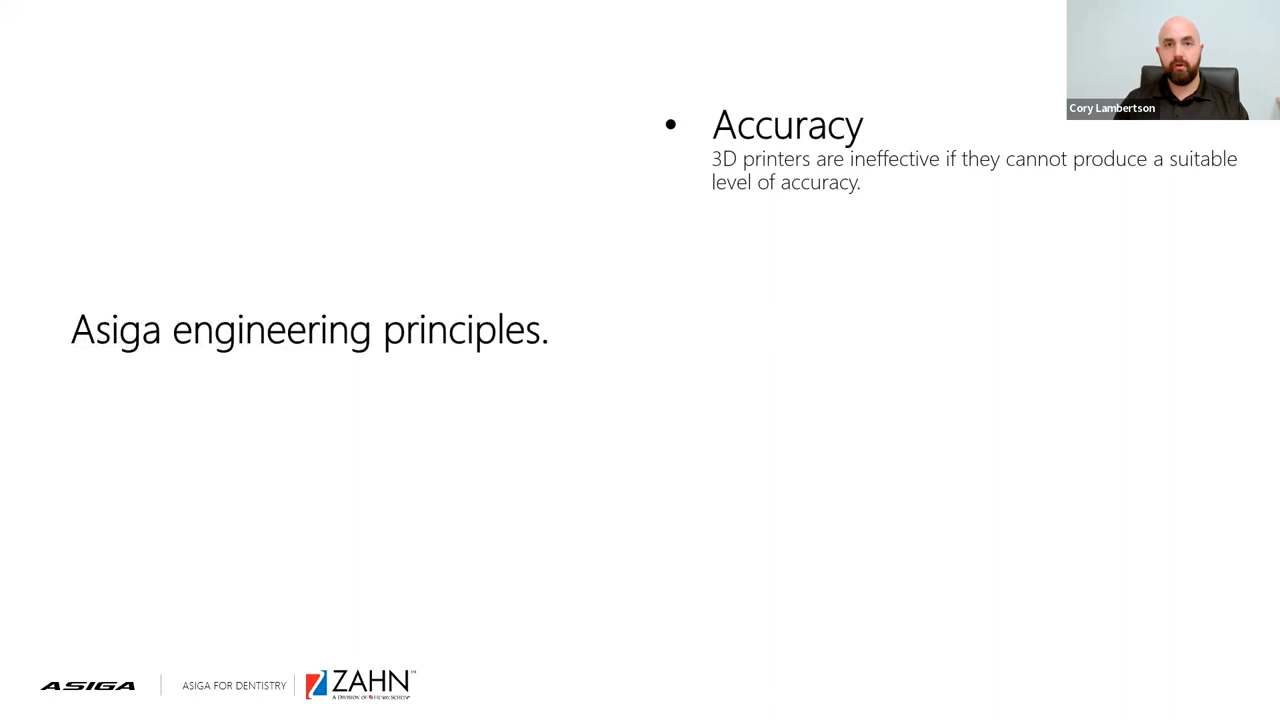 Cory Lambertson
• Accuracy
3D printers are ineffective if they cannot produce a suitable
level of accuracy.
Asiga engineering principles.
ASIGA
ASIGA FOR DENTISTRY
ZAHN™
A DIVISION OF HENRY SCHEIN®